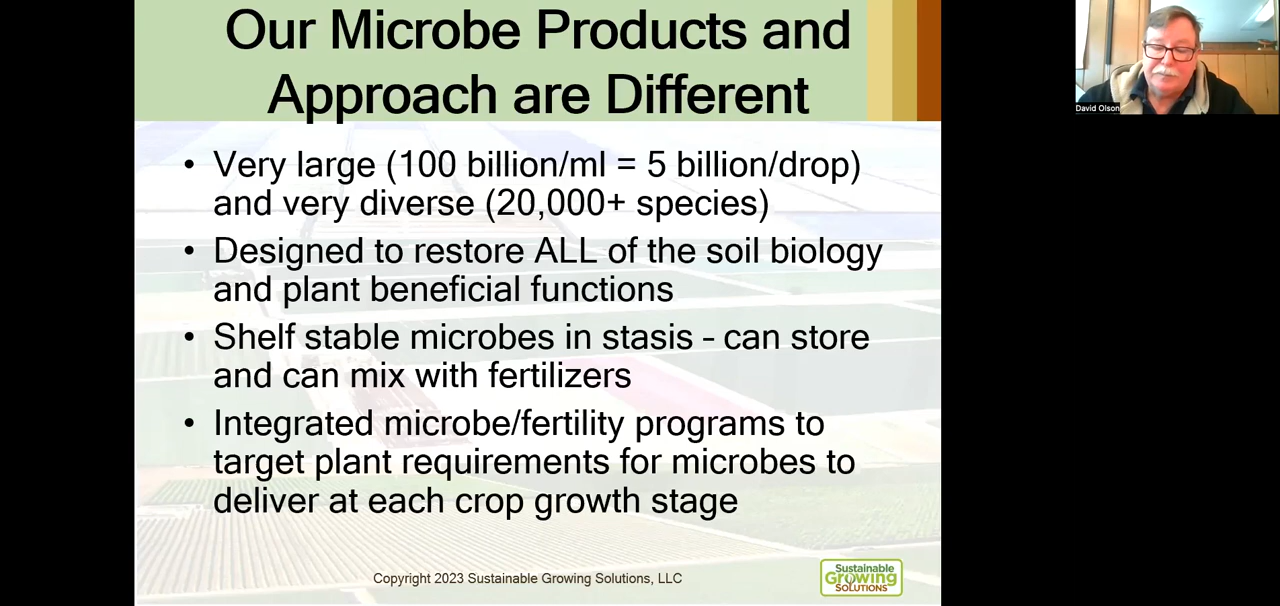 Our Microbe Products and
Approach are Different
David Olson
• Very large (100 billion/ml = 5 billion/drop)
and very diverse (20,000+ species)
• Designed to restore ALL of the soil biology
and plant beneficial functions
• Shelf stable microbes in stasis - can store
and can mix with fertilizers
• Integrated microbe/fertility programs to
target plant requirements for microbes to
deliver at each crop growth stage
Copyright 2023 Sustainable Growing Solutions, LLC
Sustainable
Growing
SOLUTIONS